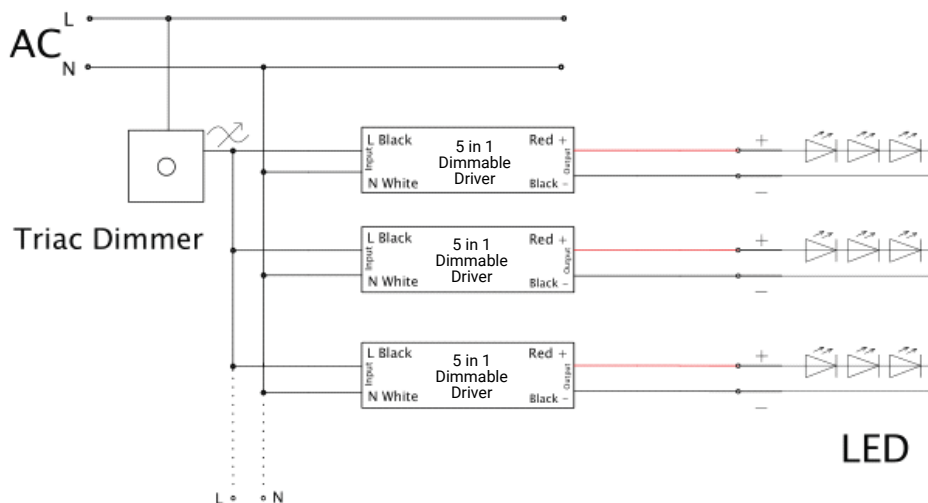 L
AC
N
Triac Dimmer
L Black
Input
N White
5 in 1
Dimmable
Driver
Red +
Output
Black -
+
—
L Black
Input
N White
5 in 1
Dimmable
Driver
Red +
Output
Black -
+
—
L Black
Input
N White
5 in 1
Dimmable
Driver
Red +
Output
Black -
+
—
LED
L
N